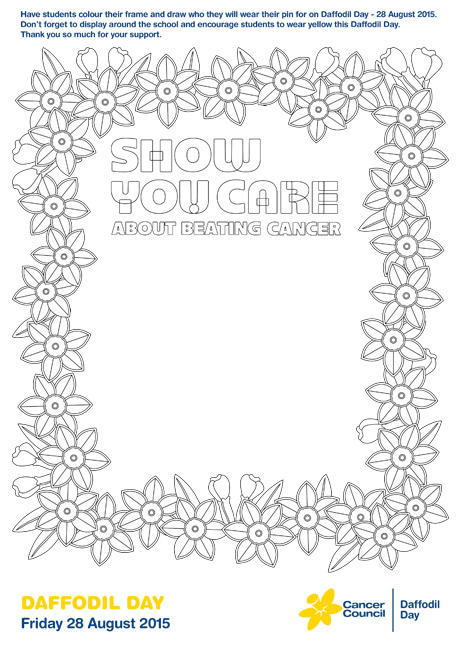 Have students colour their frame and draw who they will wear their pin for on Daffodil Day - 28 August 2015.
Don't forget to display around the school and encourage students to wear yellow this Daffodil Day.
Thank you so much for your support.
SHOW
YOU CARE
ABOUT BEATING CANCER
DAFFODIL DAY
Friday 28 August 2015
Cancer
Council
Daffodil
Day